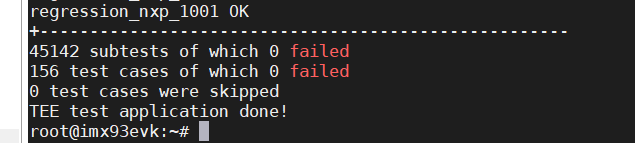 regression_nxp_1001 OK
+-----------------------------------------------------
45142 subtests of which 0 failed
156 test cases of which 0 failed
0 test cases were skipped
TEE test application done!
root@imx93evk:~#